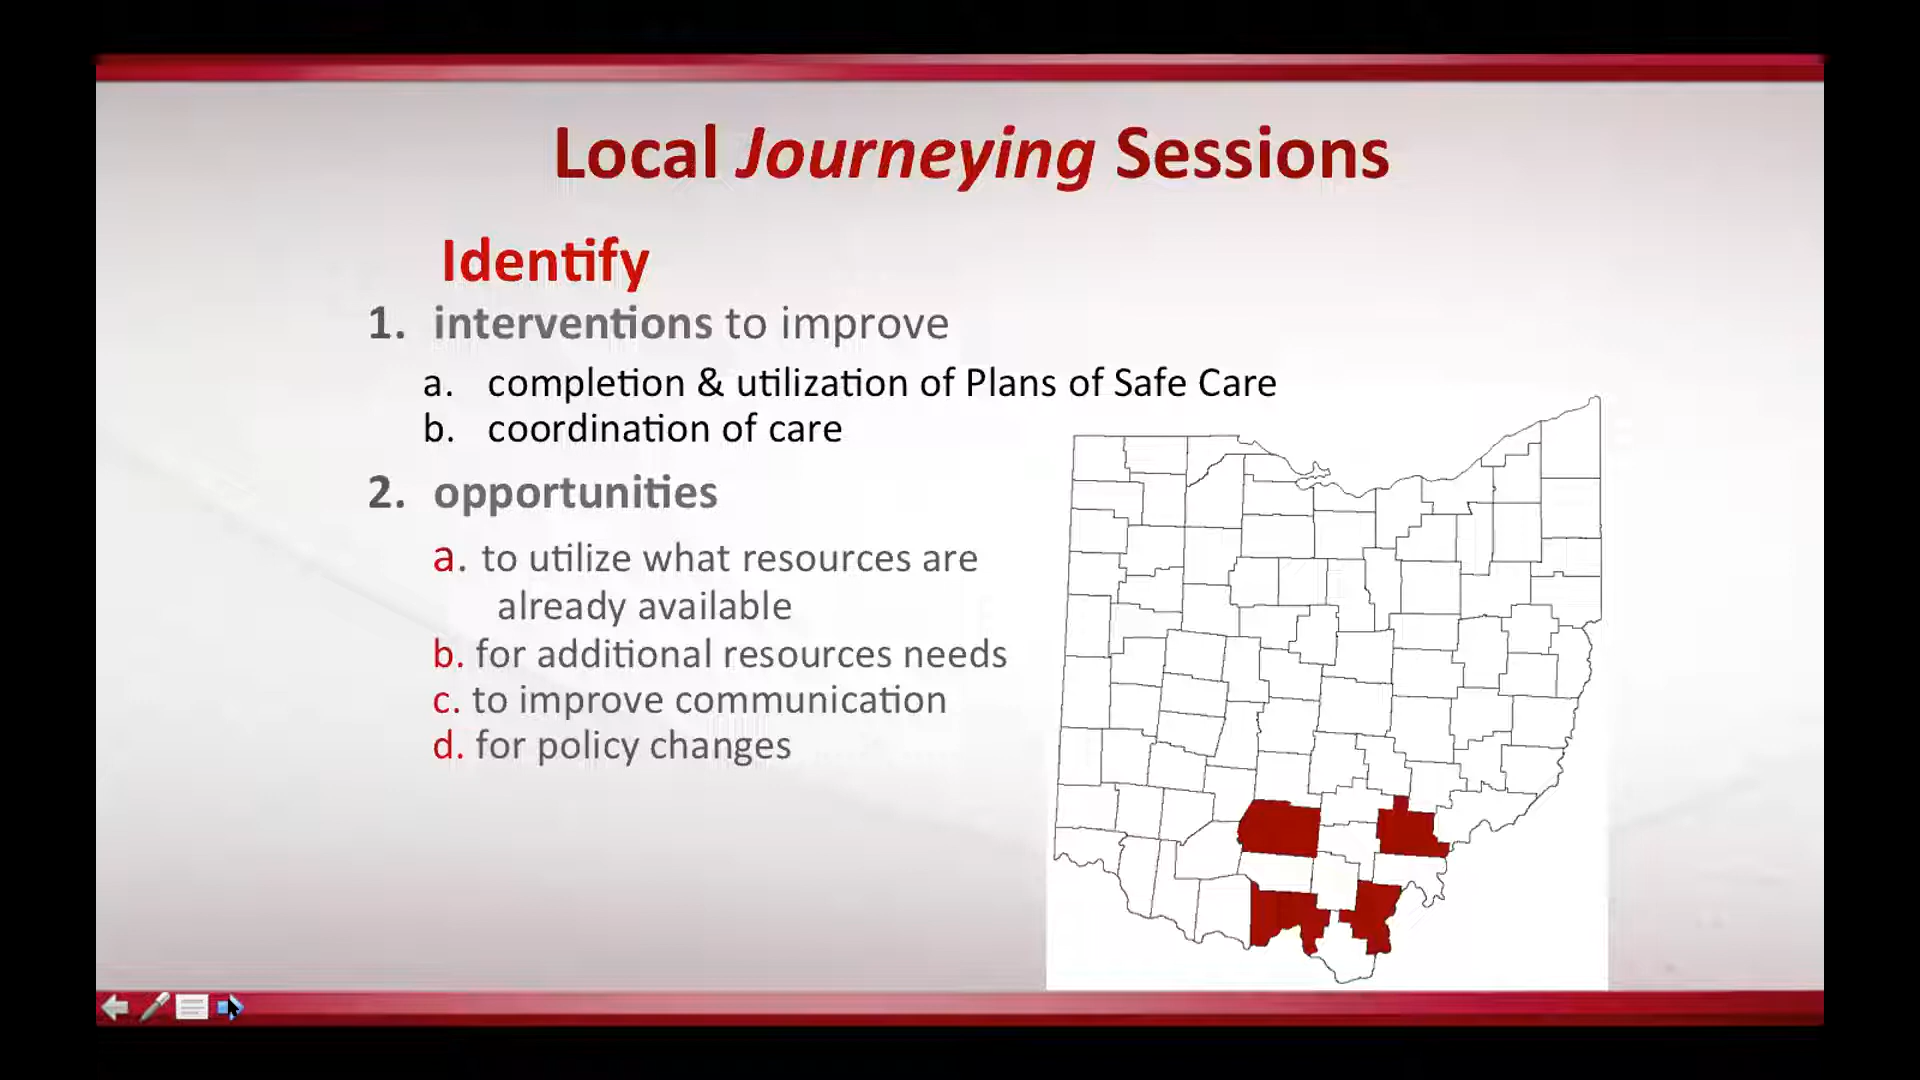 Local Journeying Sessions
Identify
1. interventions to improve
a. completion & utilization of Plans of Safe Care
b. coordination of care
2. opportunities
a. to utilize what resources are
already available
b. for additional resources needs
c. to improve communication
d. for policy changes